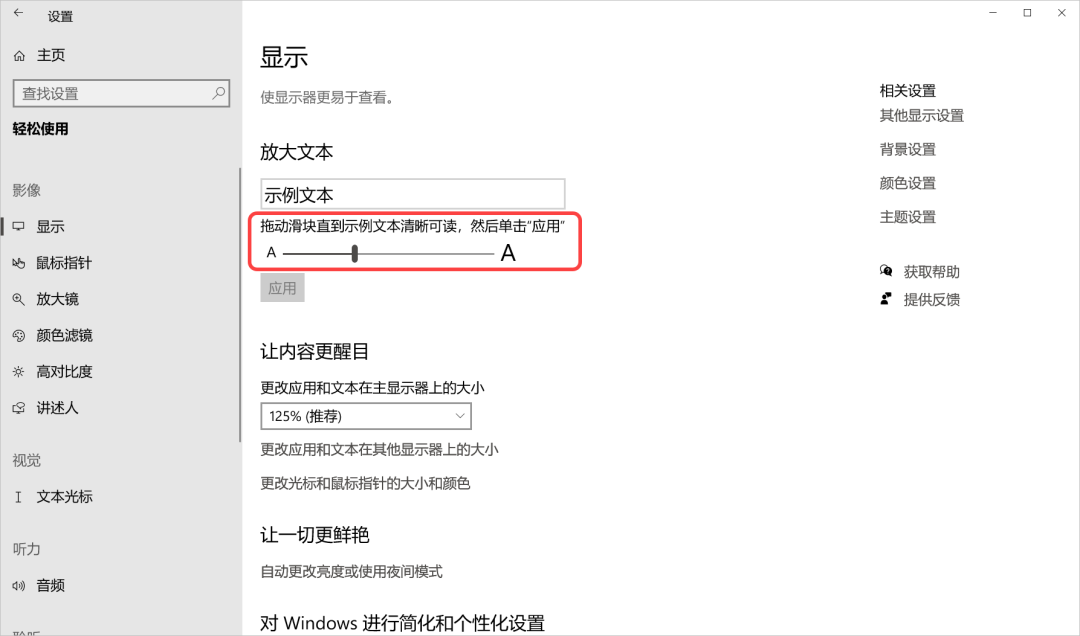 设置
主页
查找设置
轻松使用
影像
显示
鼠标指针
放大镜
颜色滤镜
高对比度
讲述人
视觉
文本光标
听力
音频
显示
使显示器更易于查看。
放大文本
示例文本
拖动滑块直到示例文本清晰可读，然后单击“应用”
A A
应用
让内容更醒目
更改应用和文本在主显示器上的大小
125% (推荐)
更改应用和文本在其他显示器上的大小
更改光标和鼠标指针的大小和颜色
让一切更鲜艳
自动更改亮度或使用夜间模式
对 Windows 进行简化和个性化设置
相关设置
其他显示设置
背景设置
颜色设置
主题设置
获取帮助
提供反馈